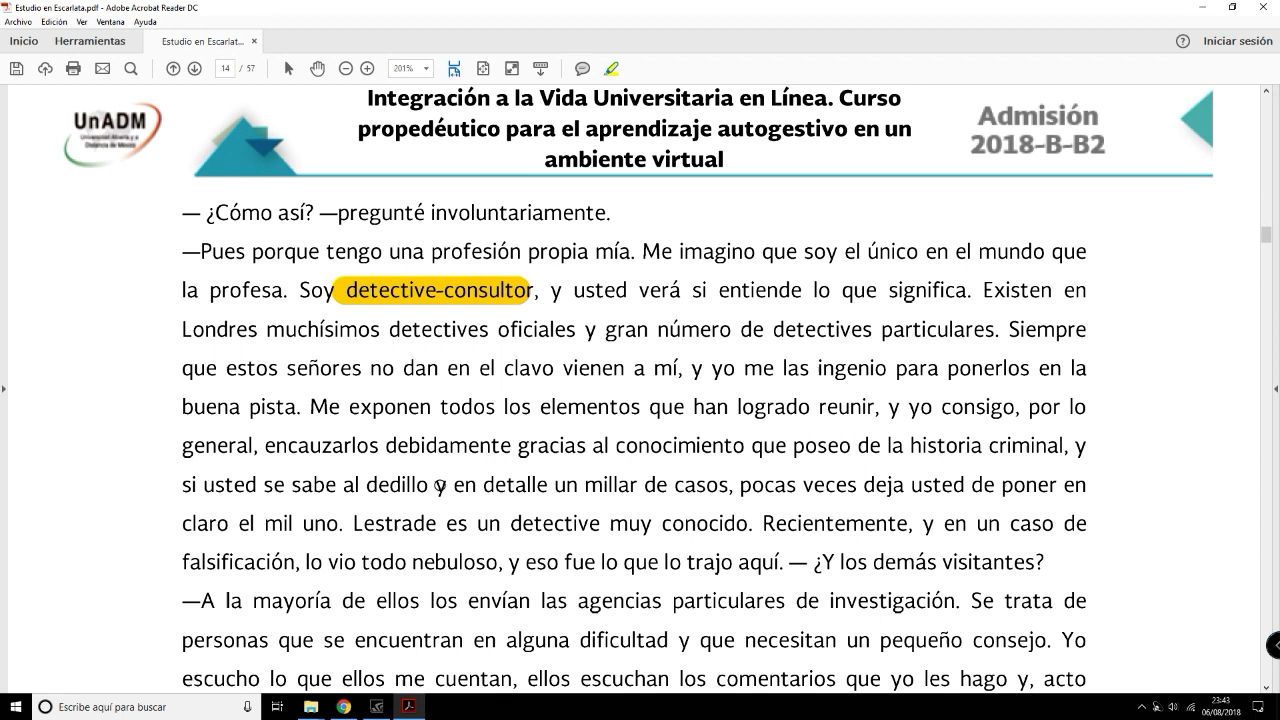 Estudio en Escarlata.pdf - Adobe Acrobat Reader DC
Archivo Edición Ver Ventana Ayuda
Inicio Herramientas Estudio en Escarlat... × Iniciar sesión
14 / 57 201%
UnADM
Universidad Abierta y a
Distancia de México
Integración a la Vida Universitaria en Línea. Curso
propedéutico para el aprendizaje autogestivo en un
ambiente virtual
Admisión
2018-B-B2
— ¿Cómo así? —pregunté involuntariamente.
—Pues porque tengo una profesión propia mía. Me imagino que soy el único en el mundo que
la profesa. Soy detective-consultor, y usted verá si entiende lo que significa. Existen en
Londres muchísimos detectives oficiales y gran número de detectives particulares. Siempre
que estos señores no dan en el clavo vienen a mí, y yo me las ingenio para ponerlos en la
buena pista. Me exponen todos los elementos que han logrado reunir, y yo consigo, por lo
general, encauzarlos debidamente gracias al conocimiento que poseo de la historia criminal, y
si usted se sabe al dedillo y en detalle un millar de casos, pocas veces deja usted de poner en
claro el mil uno. Lestrade es un detective muy conocido. Recientemente, y en un caso de
falsificación, lo vio todo nebuloso, y eso fue lo que lo trajo aquí. — ¿Y los demás visitantes?
—A la mayoría de ellos los envían las agencias particulares de investigación. Se trata de
personas que se encuentran en alguna dificultad y que necesitan un pequeño consejo. Yo
escucho lo que ellos me cuentan, ellos escuchan los comentarios que yo les hago y, acto
Escribe aquí para buscar
23:43
06/08/2018